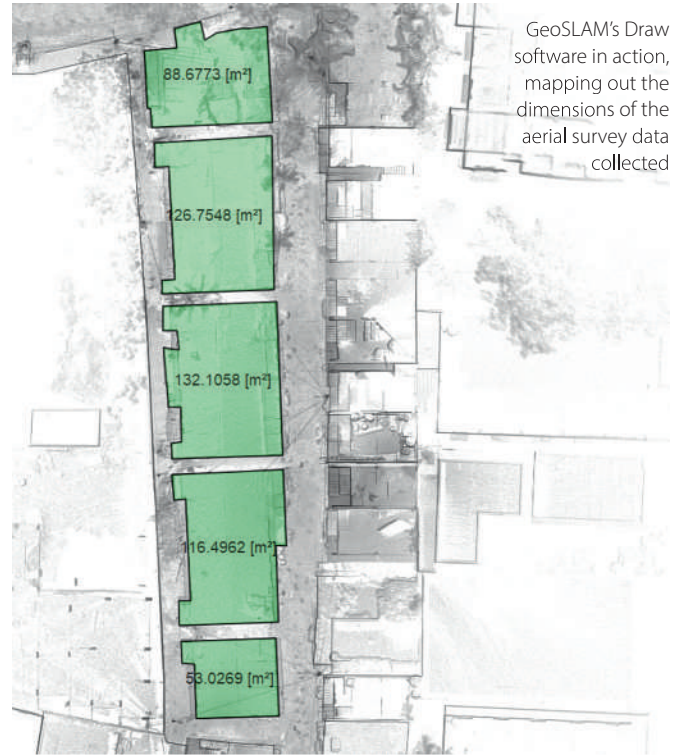 GeoSLAM's Draw
software in action,
mapping out the
dimensions of the
aerial survey data
collected
88.6773 [m²]
126.7548 [m²]
132.1058 [m²]
116.4962 [m²]
53.0269 [m²]